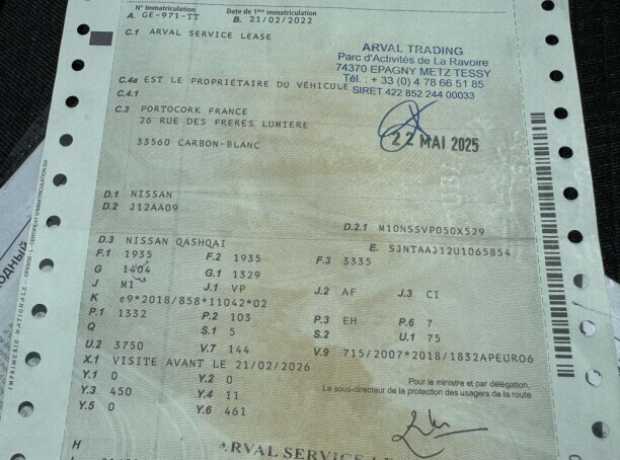 N° Immatriculation Date de 1ère immatriculation
A. GE-971-TT B. 21/02/2022
C.1 ARVAL SERVICE LEASE
ARVAL TRADING
Parc d'Activités de La Ravoire
74370 EPAGNY METZ TESSY
Tél. : + 33 (0) 4 78 66 51 85
SIRET 422 852 244 00033
C.4a EST LE PROPRIÉTAIRE DU VÉHICULE
C.4.1
C.3 PORTOCORK FRANCE
26 RUE DES FRERES LUMIERE
33560 CARBON-BLANC
22 MAI 2025
D.1 NISSAN
D.2 J12AA09
D.2.1 M10NSSVP050X529
D.3 NISSAN QASHQAI
E. SJNTAAJ12U1065854
F.1 1935 F.2 1935 F.3 3335
G 1404 G.1 1329
J M1 J.1 VP J.2 AF J.3 CI
K e9*2018/858*11042*02
P.1 1332 P.2 103 P.3 EH P.6 7
Q S.1 5 S.2 U.1 75
U.2 3750 V.7 144 V.9 715/2007*2018/1832APEURO6
X.1 VISITE AVANT LE 21/02/2026
Y.1 0 Y.2 0
Y.3 450 Y.4 11
Y.5 0 Y.6 461
Pour le ministre et par délégation,
Le sous-directeur de la protection des usagers de la route
H
ARVAL SERVICE
IMPRIMERIE NATIONALE